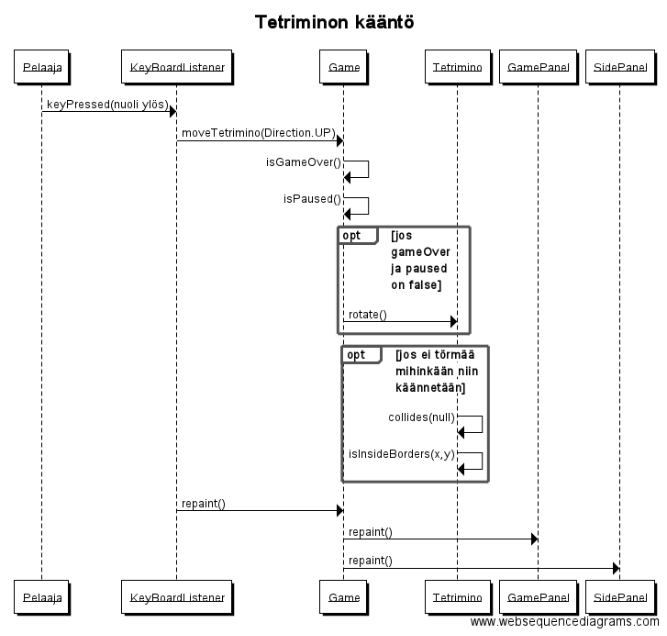 Tetriminon kääntö
Pelaaja
KeyBoardListener
Game
Tetrimino
GamePanel
SidePanel
keyPressed(nuoli ylös)
moveTetrimino(Direction.UP)
isGameOver()
isPaused()
opt
[jos
gameOver
ja paused
on false]
rotate()
opt
[jos ei törmää
mihinkään niin
käännetään]
collides(null)
isInsideBorders(x,y)
repaint()
repaint()
repaint()
Pelaaja
KeyBoardListener
Game
Tetrimino
GamePanel
SidePanel
www.websequencediagrams.com